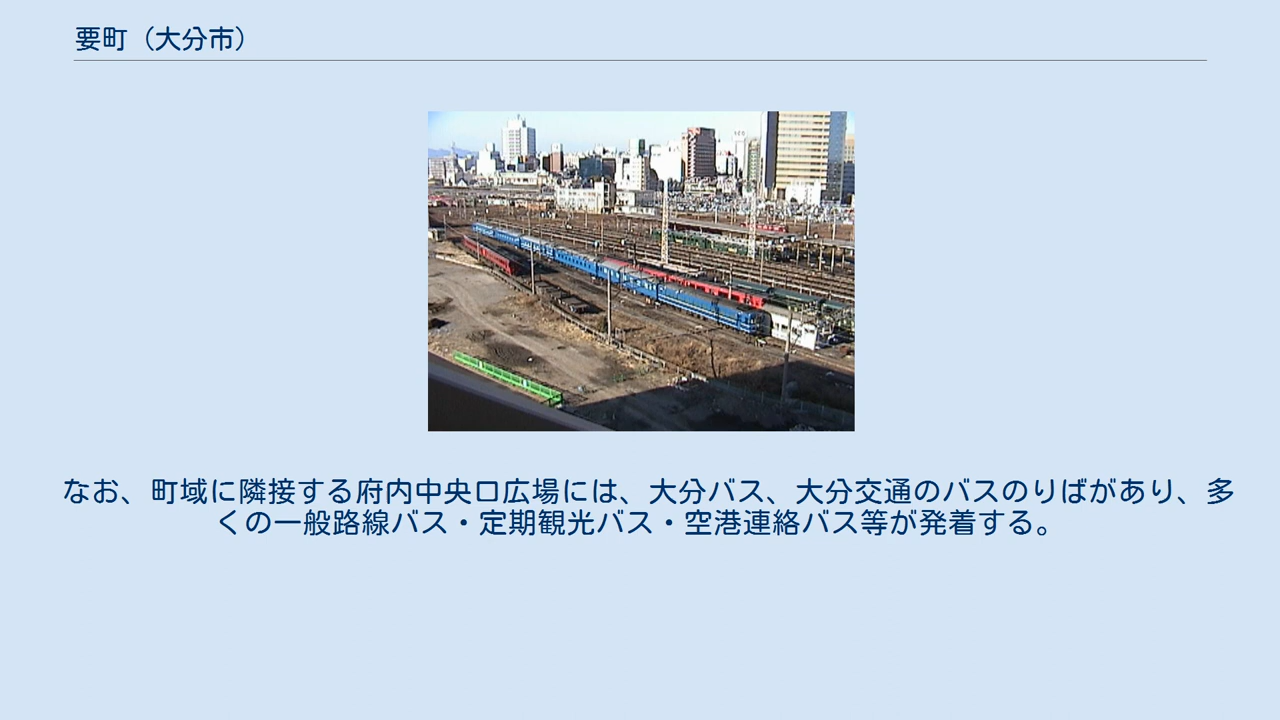 要町（大分市）
なお、町域に隣接する府内中央口広場には、大分バス、大分交通のバスのりばがあり、多
くの一般路線バス・定期観光バス・空港連絡バス等が発着する。